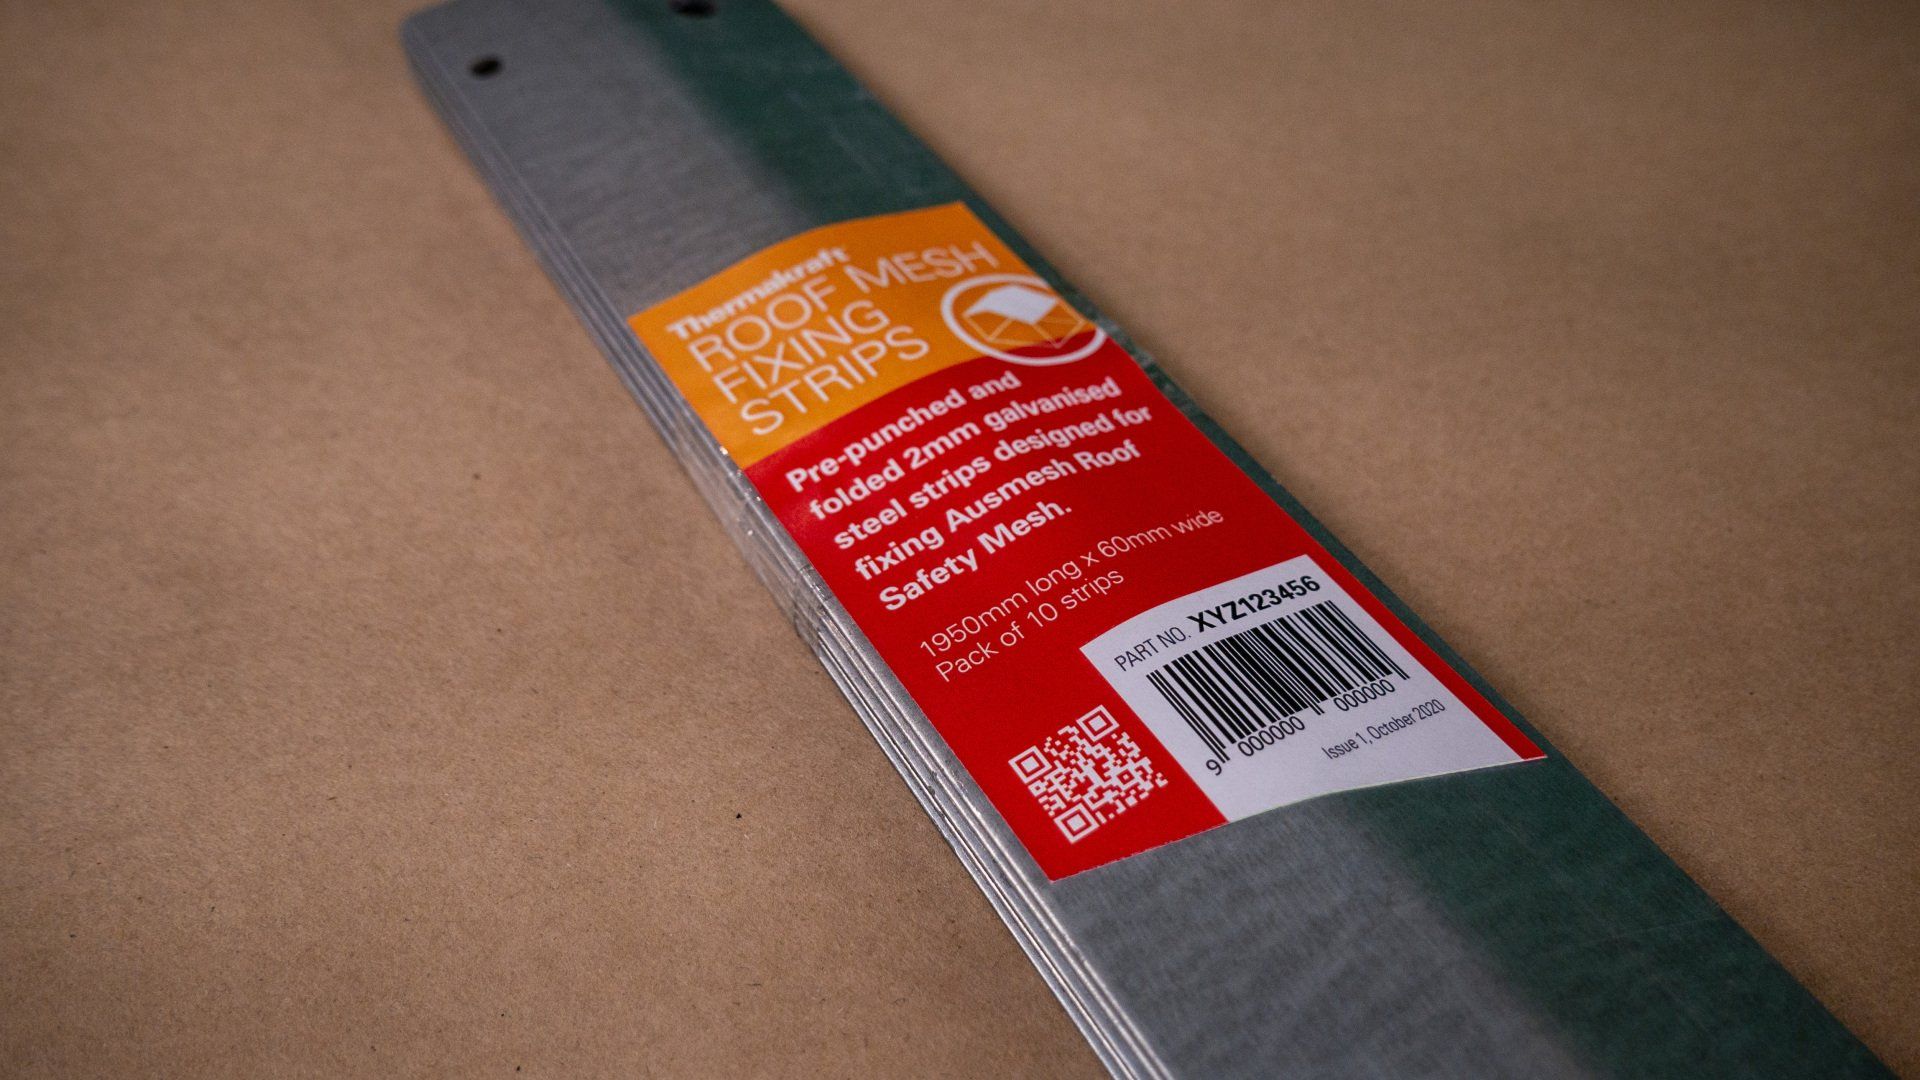 Thermakraft
ROOF MESH
FIXING
STRIPS
Pre-punched and
folded 2mm galvanised
steel strips designed for
fixing Ausmesh Roof
Safety Mesh.
1950mm long x 60mm wide
Pack of 10 strips
PART NO. XYZ123456
9 000000 000000
Issue 1, October 2020